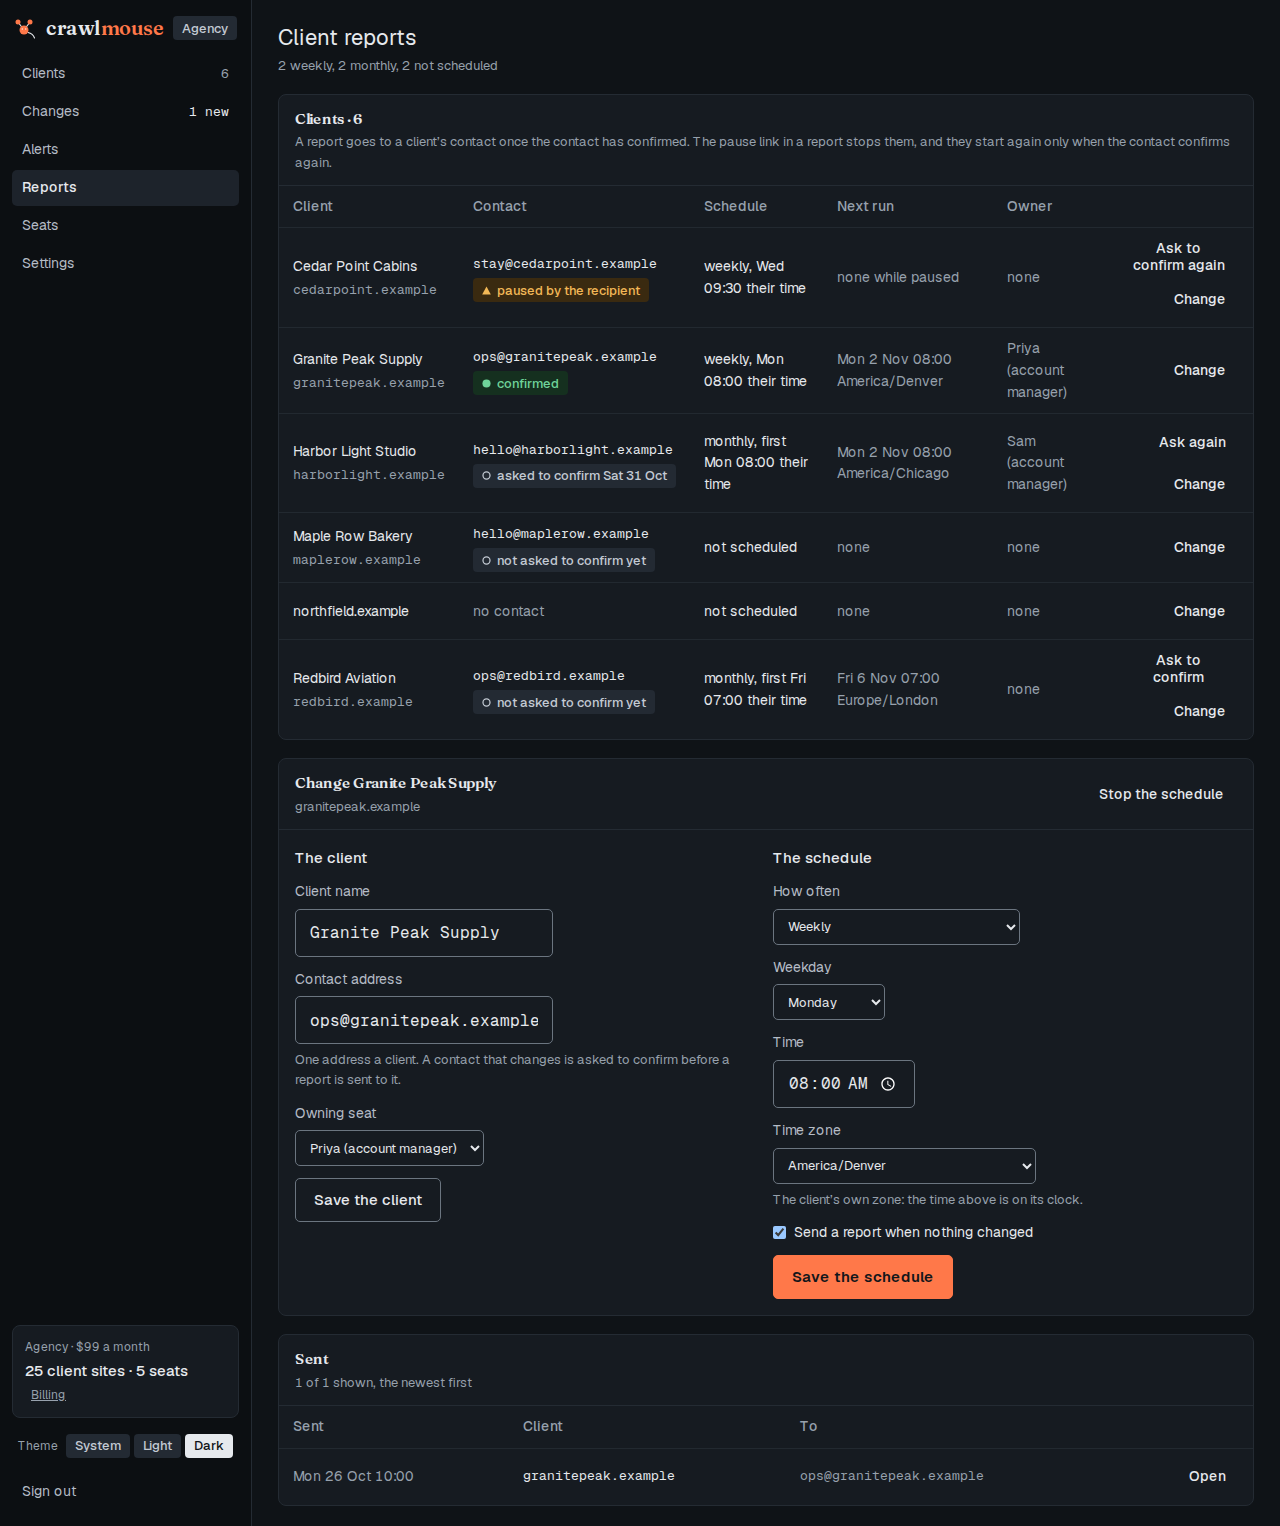 crawlmouse Agency
Clients 6
Changes 1 new
Alerts
Reports
Seats
Settings
Agency · $99 a month
25 client sites · 5 seats
Billing
Theme System Light Dark
Sign out
Client reports
2 weekly, 2 monthly, 2 not scheduled
Clients · 6
A report goes to a client's contact once the contact has confirmed. The pause link in a report stops them, and they start again only when the contact confirms
again.
Client Contact Schedule Next run Owner
Cedar Point Cabins
cedarpoint.example
stay@cedarpoint.example
paused by the recipient
weekly, Wed
09:30 their time
none while paused
none
Ask to
confirm again
Change
Granite Peak Supply
granitepeak.example
ops@granitepeak.example
confirmed
weekly, Mon
08:00 their time
Mon 2 Nov 08:00
America/Denver
Priya
(account
manager)
Change
Harbor Light Studio
harborlight.example
hello@harborlight.example
asked to confirm Sat 31 Oct
monthly, first
Mon 08:00 their
time
Mon 2 Nov 08:00
America/Chicago
Sam
(account
manager)
Ask again
Change
Maple Row Bakery
maplerow.example
hello@maplerow.example
not asked to confirm yet
not scheduled
none
none
Change
northfield.example
no contact
not scheduled
none
none
Change
Redbird Aviation
redbird.example
ops@redbird.example
not asked to confirm yet
monthly, first Fri
07:00 their time
Fri 6 Nov 07:00
Europe/London
none
Ask to
confirm
Change
Change Granite Peak Supply
granitepeak.example
Stop the schedule
The client
Client name
Granite Peak Supply
Contact address
ops@granitepeak.example
One address a client. A contact that changes is asked to confirm before a
report is sent to it.
Owning seat
Priya (account manager)
Save the client
The schedule
How often
Weekly
Weekday
Monday
Time
08:00 AM
Time zone
America/Denver
The client's own zone: the time above is on its clock.
Send a report when nothing changed
Save the schedule
Sent
1 of 1 shown, the newest first
Sent Client To
Mon 26 Oct 10:00 granitepeak.example ops@granitepeak.example Open